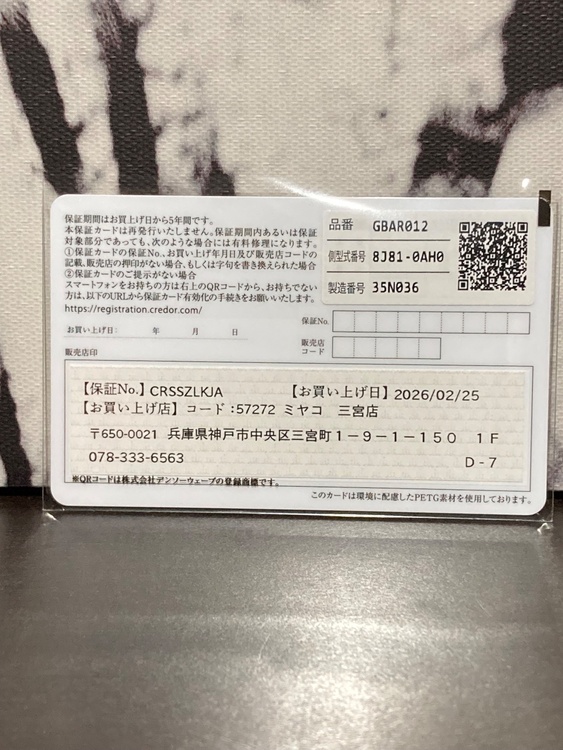 保証期間はお買上げ日から5年間です。
本保証カードは再発行いたしません。保証期間内あるいは保証
対象部分であっても、次のような場合には有料修理になります。
①保証カードの保証No.、お買い上げ年月日及び販売店コードの
記載、販売店の押印がない場合、もしくは字句を書き換えられた場合
②保証カードのご提示がない場合
スマートフォンをお持ちの方は右上のQRコードから、お持ちでない
方は、以下のURLから保証カード有効化の手続きをお願いいたします。
https://registration.credor.com/
品番 GBAR012
側型式番号 8J81-0AH0
製造番号 35N036
お買い上げ日: 年 月 日
保証No.
販売店
コード
販売店印
【保証No.】CRSSZLKJA 【お買い上げ日】2026/02/25
【お買い上げ店】コード:57272 ミヤコ 三宮店
〒650-0021 兵庫県神戸市中央区三宮町１－９－１－１５０ １Ｆ
078-333-6563 Ｄ-７
※QRコードは株式会社デンソーウェーブの登録商標です。
このカードは環境に配慮したPETG素材を使用しております。